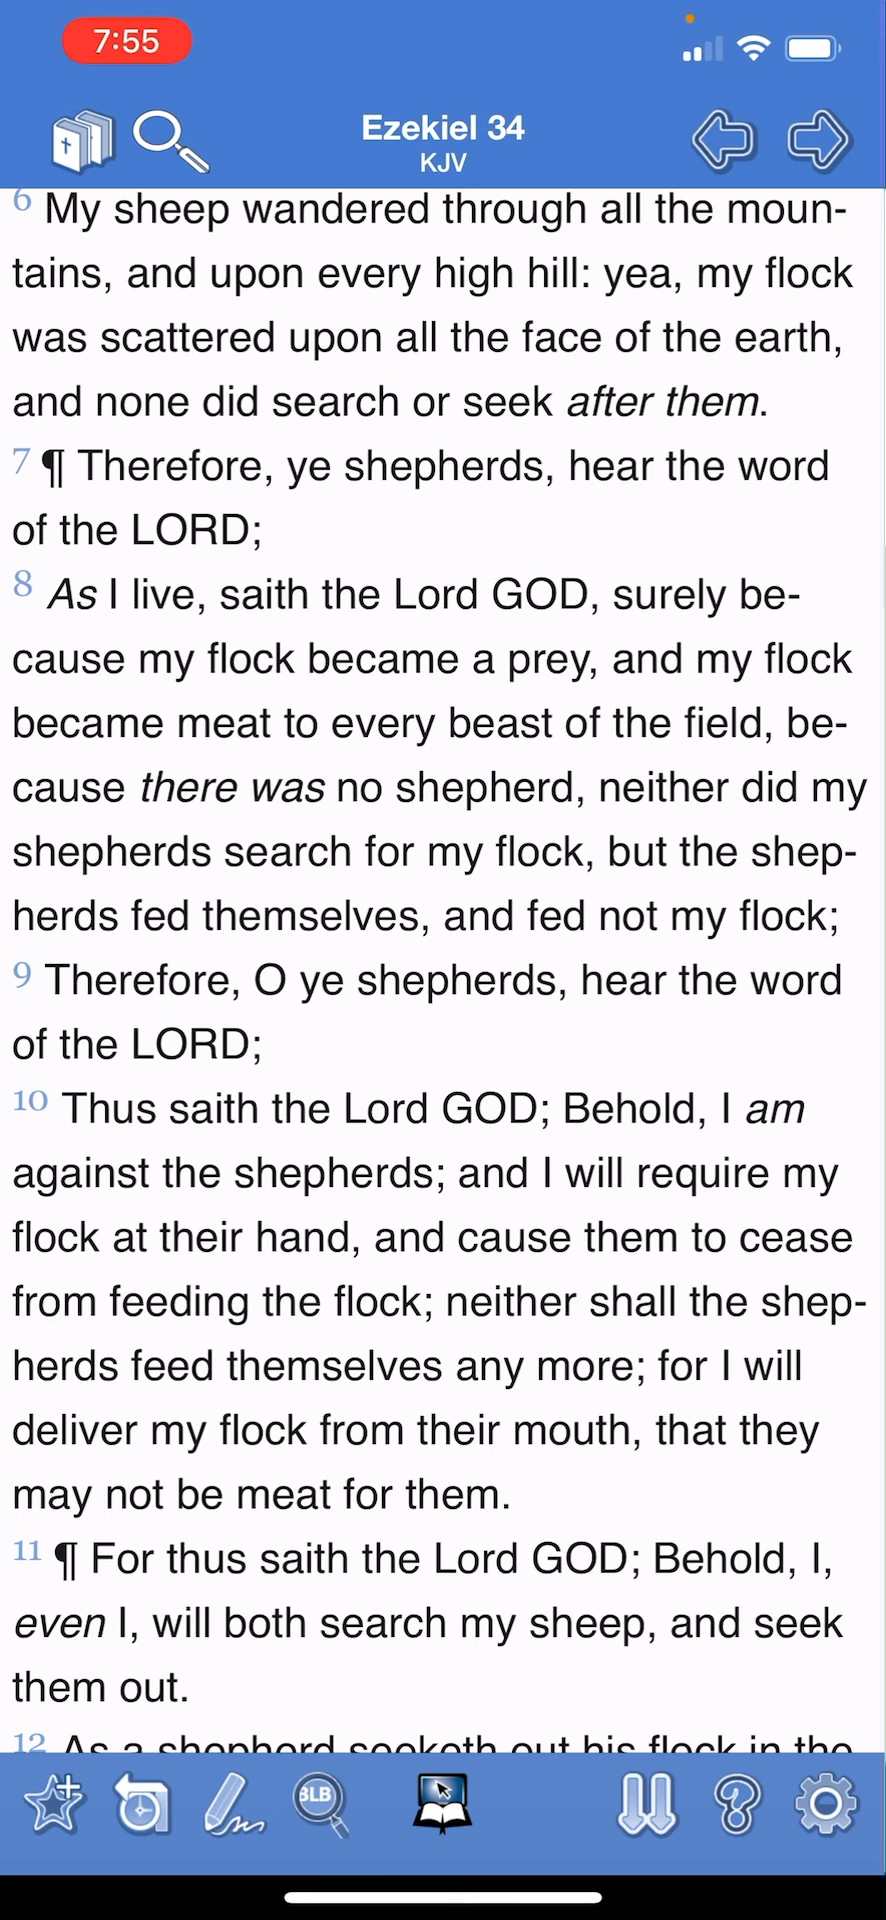 7:55
Ezekiel 34
KJV
6 My sheep wandered through all the moun-
tains, and upon every high hill: yea, my flock
was scattered upon all the face of the earth,
and none did search or seek after them.
7 ¶ Therefore, ye shepherds, hear the word
of the LORD;
8 As I live, saith the Lord GOD, surely be-
cause my flock became a prey, and my flock
became meat to every beast of the field, be-
cause there was no shepherd, neither did my
shepherds search for my flock, but the shep-
herds fed themselves, and fed not my flock;
9 Therefore, O ye shepherds, hear the word
of the LORD;
10 Thus saith the Lord GOD; Behold, I am
against the shepherds; and I will require my
flock at their hand, and cause them to cease
from feeding the flock; neither shall the shep-
herds feed themselves any more; for I will
deliver my flock from their mouth, that they
may not be meat for them.
11 ¶ For thus saith the Lord GOD; Behold, I,
even I, will both search my sheep, and seek
them out.
12 As a shepherd seeketh out his flock in the
BLB